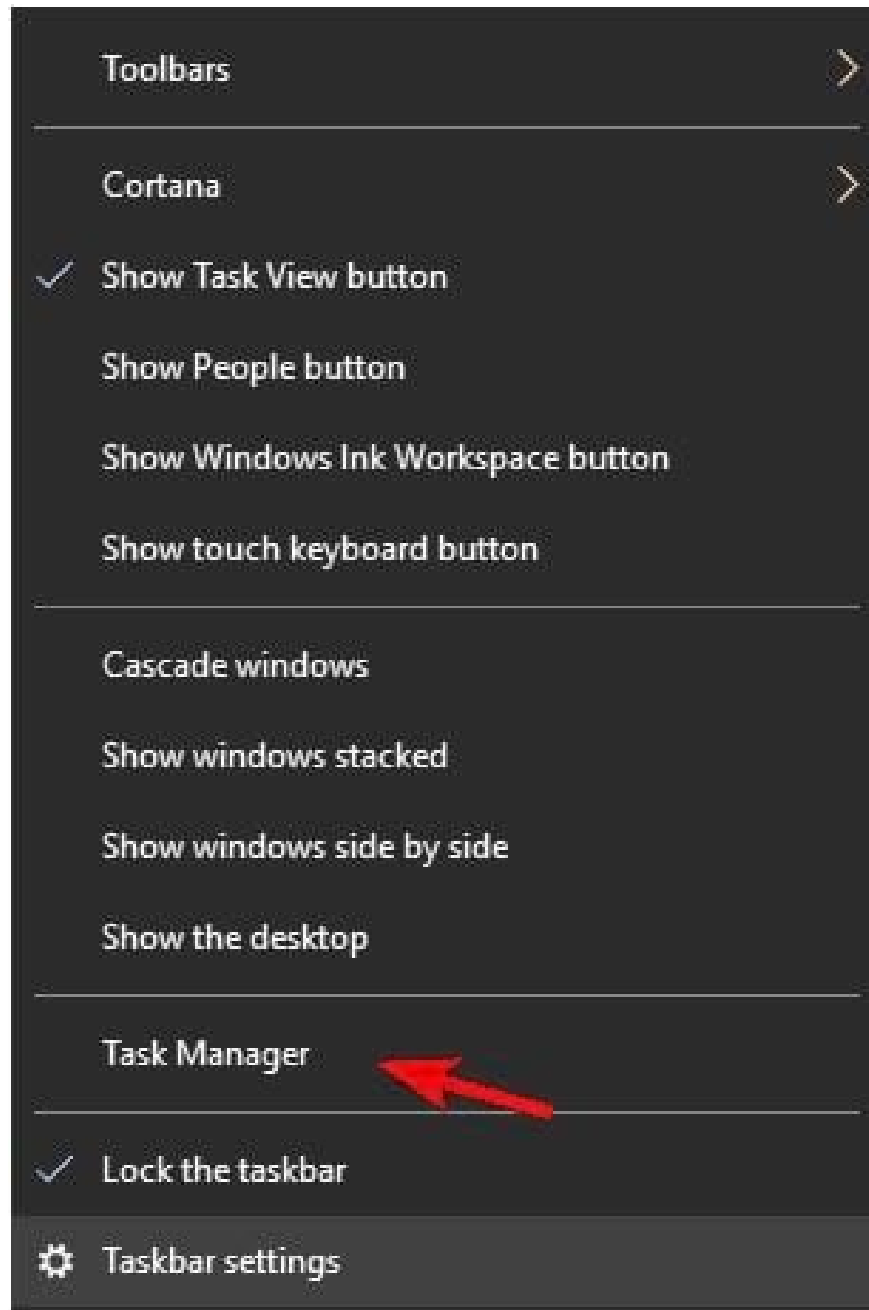 Toolbars
Cortana
Show Task View button
Show People button
Show Windows Ink Workspace button
Show touch keyboard button
Cascade windows
Show windows stacked
Show windows side by side
Show the desktop
Task Manager
Lock the taskbar
Taskbar settings